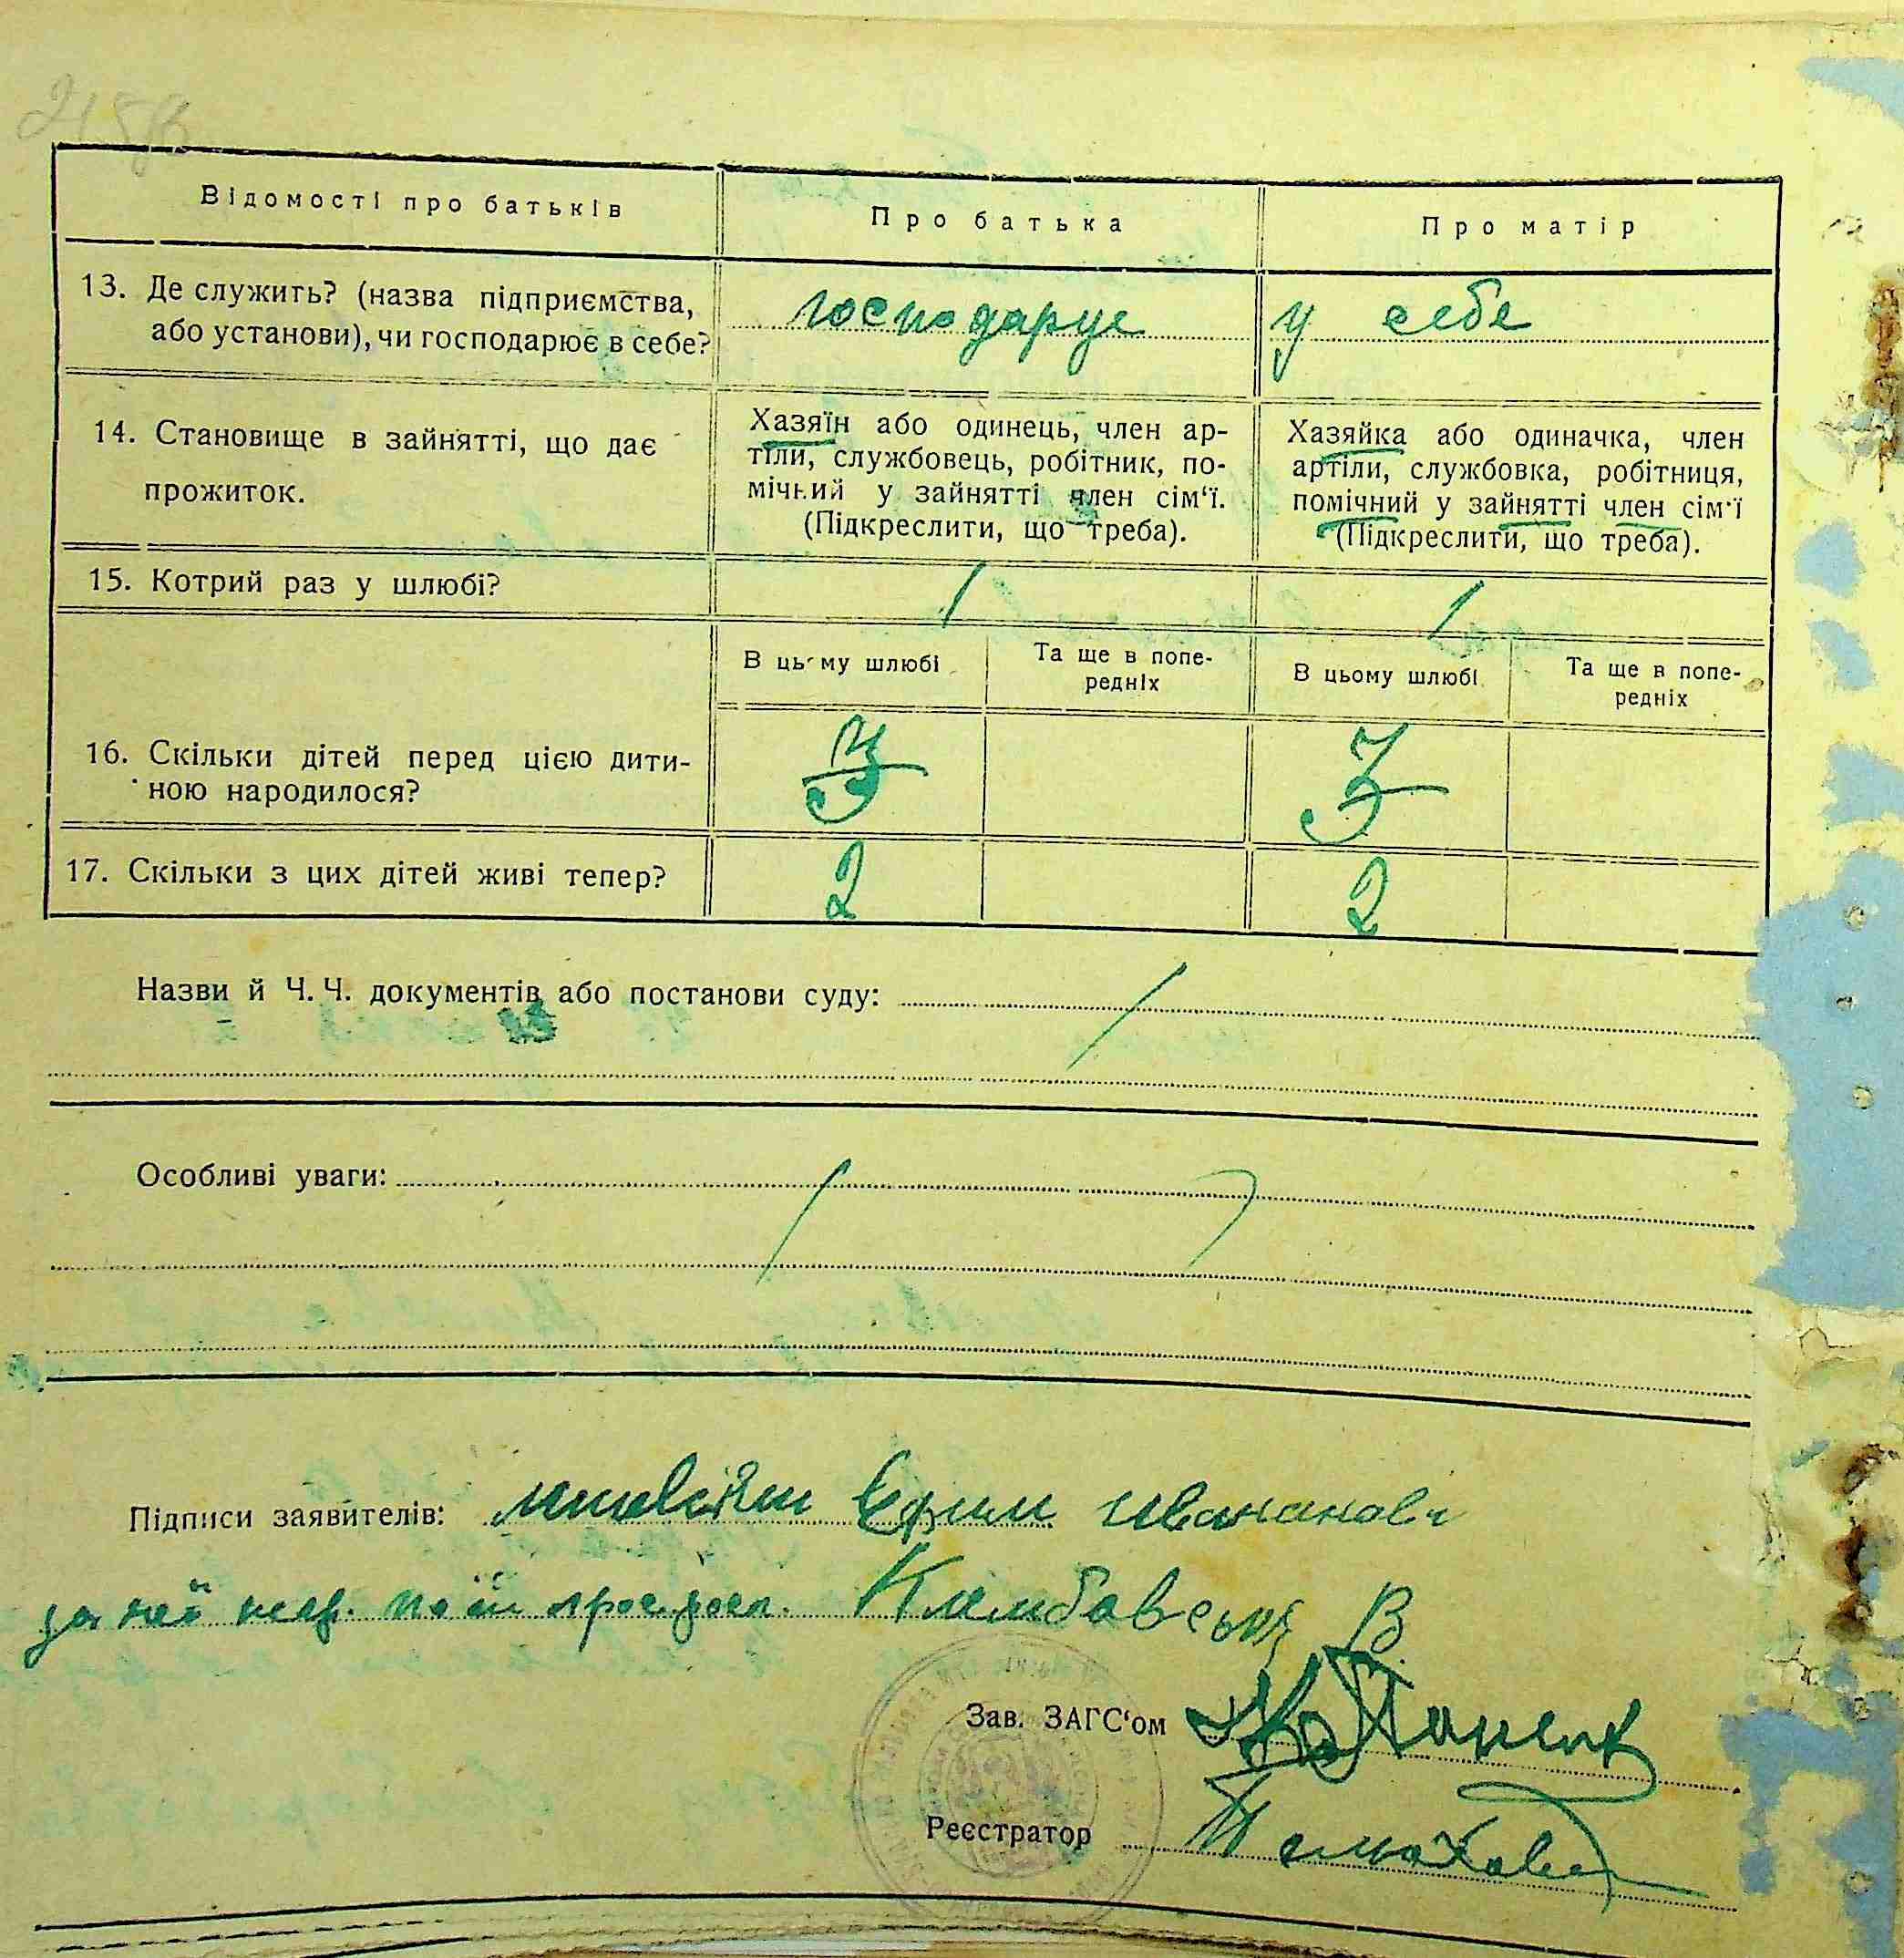 Відомості про батьків
Про батька
Про матір
13. Де служить? (назва підприємства,
або установи), чи господарює в себе?
господарує
у себе
14. Становище в зайнятті, що дає
прожиток.
Хазяїн або одинець, член ар-
тіли, службовець, робітник, по-
мічний у зайнятті член сім‘ї.
(Підкреслити, що треба).
Хазяйка або одиначка, член
артіли, службовка, робітниця,
помічний у зайнятті член сім‘ї
(Підкреслити, що треба).
15. Котрий раз у шлюбі?
/
/
В цьому шлюбі
Та ще в попе-
редніх
В цьому шлюбі
Та ще в попе-
редніх
16. Скільки дітей перед цією дити-
ною народилося?
3
3
17. Скільки з цих дітей живі тепер?
2
2
Назви й Ч. Ч. документів або постанови суду:
Особливі уваги:
Підписи заявителів: Єфим
за неї В.
Зав. ЗАГС‘ом
Реєстратор